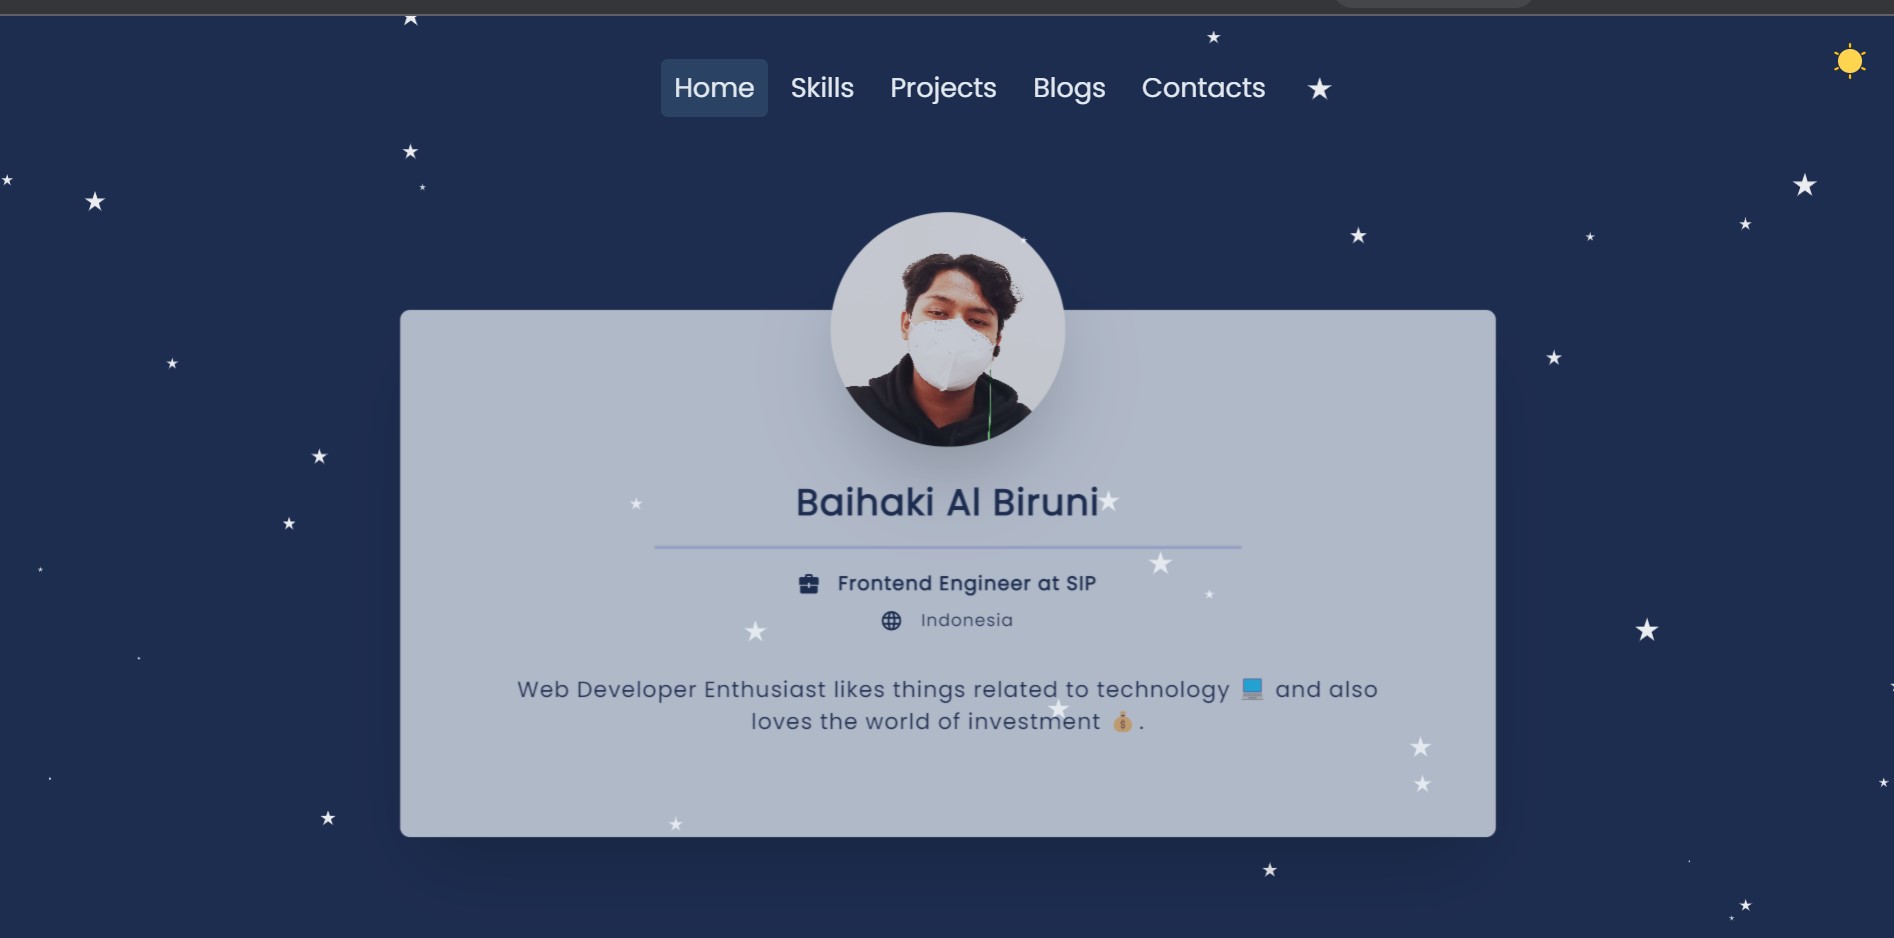 Home Skills Projects Blogs Contacts
Baihaki Al Biruni
Frontend Engineer at SIP
Indonesia
Web Developer Enthusiast likes things related to technology 💻 and also
loves the world of investment 💰.